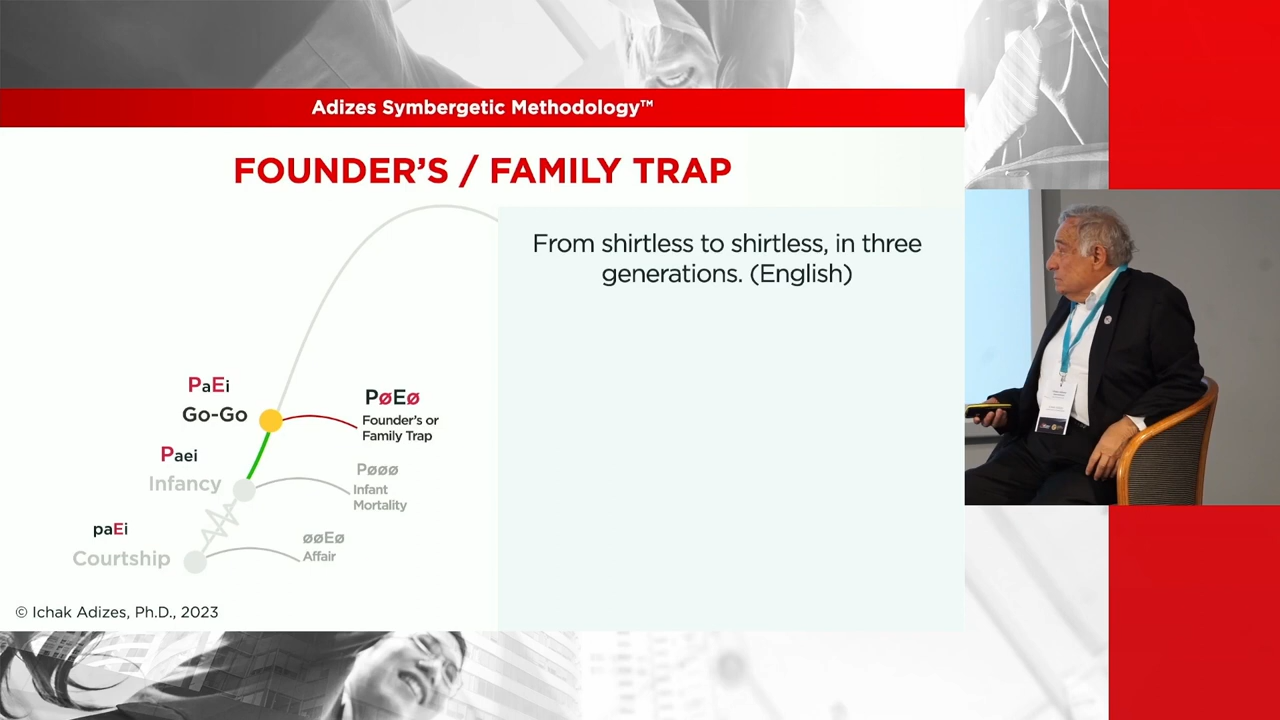 Adizes Symbergetic Methodology™
FOUNDER'S / FAMILY TRAP
From shirtless to shirtless, in three
generations. (English)
PaEi
Go-Go
PøEø
Founder's or
Family Trap
Paei
Infancy
Pøøø
Infant
Mortality
paEi
Courtship
øøEø
Affair
© Ichak Adizes, Ph.D., 2023